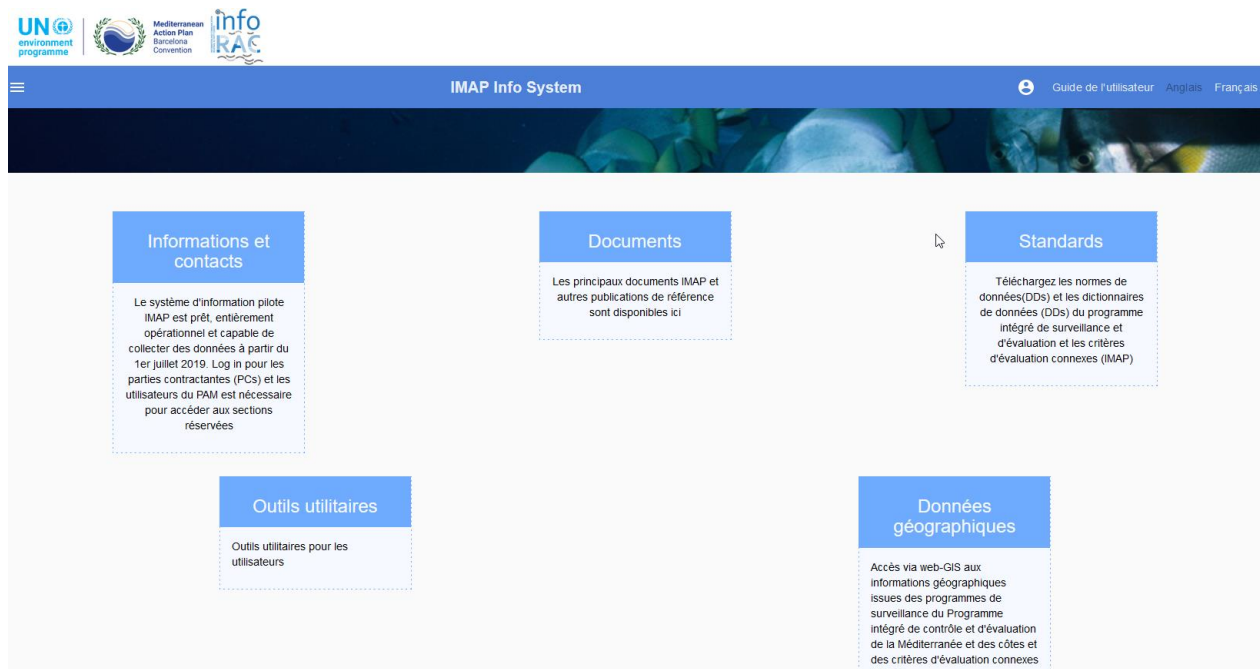 UN
environment
programme
Mediterranean
Action Plan
Barcelona
Convention
info
RAC
IMAP Info System
Guide de l'utilisateur Anglais Français
Informations et
contacts
Le système d'information pilote
IMAP est prêt, entièrement
opérationnel et capable de
collecter des données à partir du
1er juillet 2019. Log in pour les
parties contractantes (PCs) et les
utilisateurs du PAM est nécessaire
pour accéder aux sections
réservées
Documents
Les principaux documents IMAP et
autres publications de référence
sont disponibles ici
Standards
Téléchargez les normes de
données(DDs) et les dictionnaires
de données (DDs) du programme
intégré de surveillance et
d'évaluation et les critères
d'évaluation connexes (IMAP)
Outils utilitaires
Outils utilitaires pour les
utilisateurs
Données
géographiques
Accès via web-GIS aux
informations géographiques
issues des programmes de
surveillance du Programme
intégré de contrôle et d'évaluation
de la Méditerranée et des côtes et
des critères d'évaluation connexes